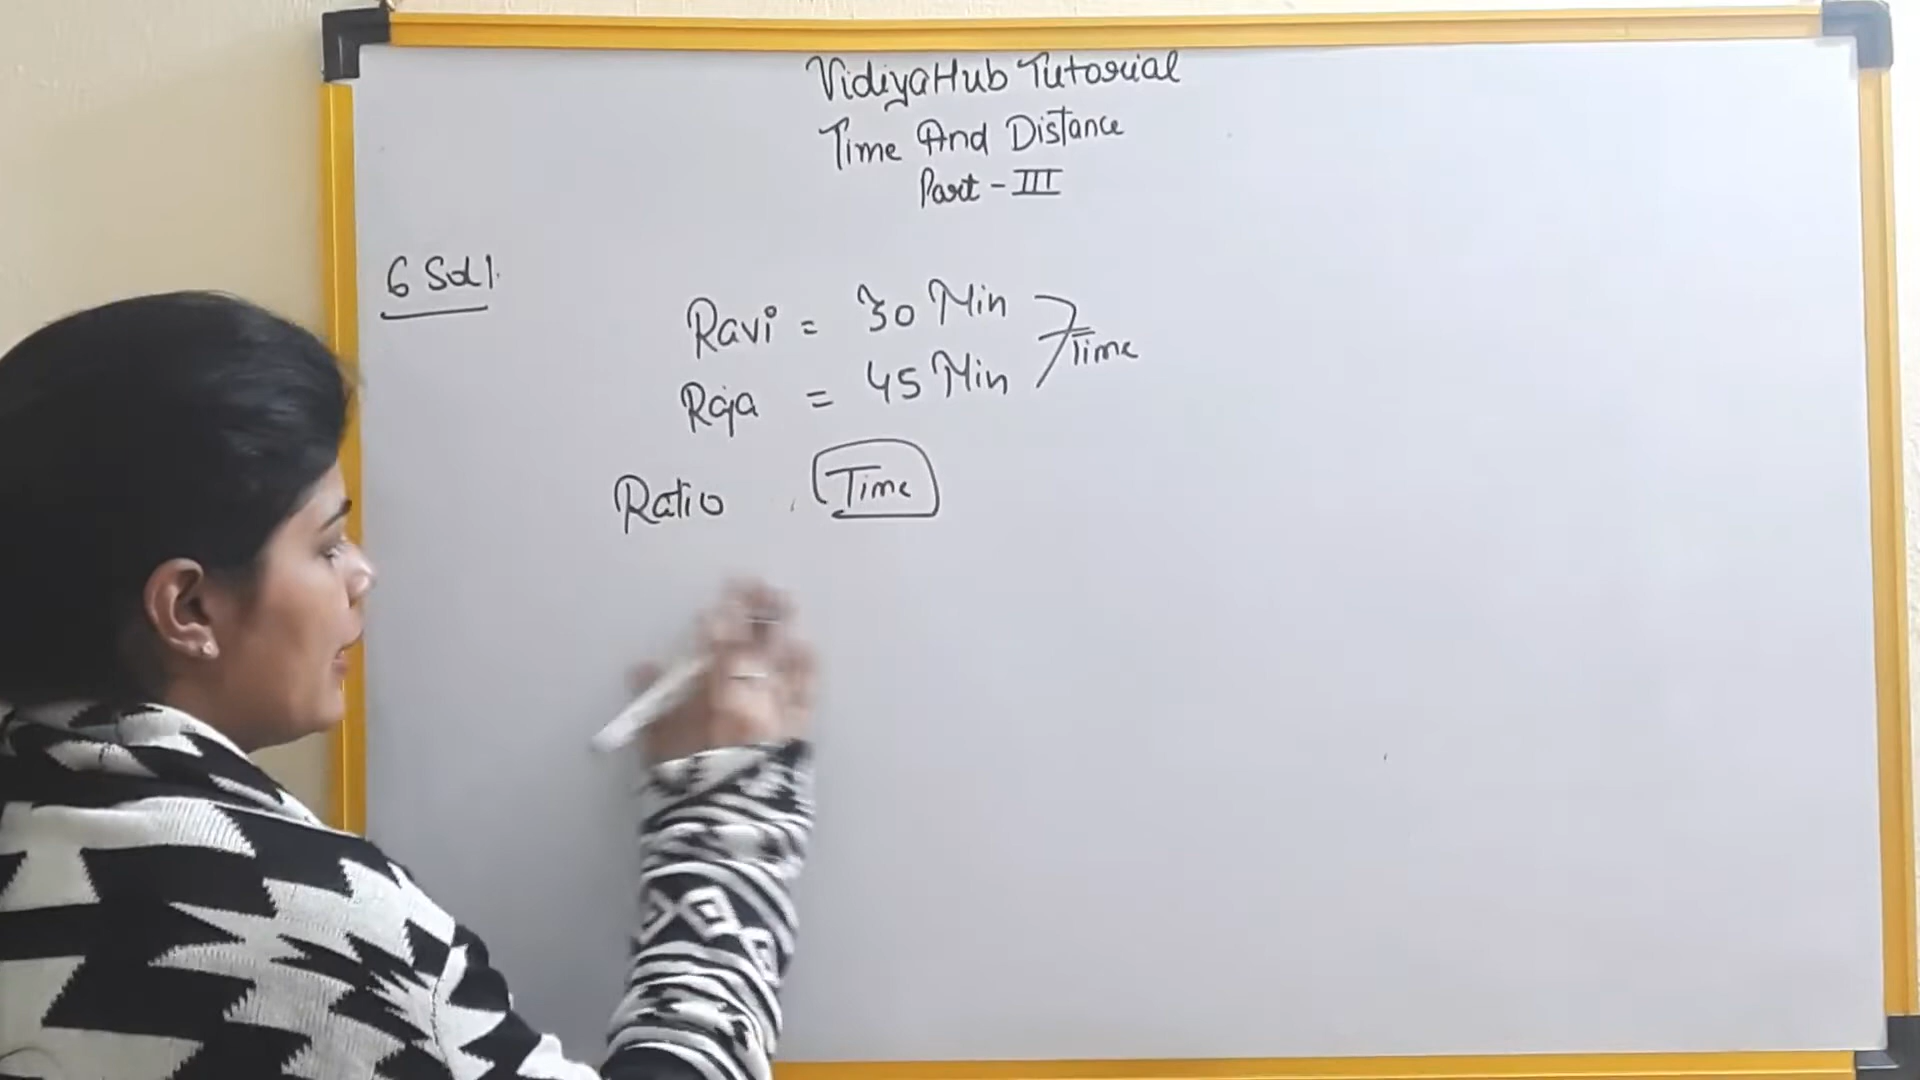 VidiyaHub Tutorial
Time And Distance
Part - III
6 Sol.
Ravi = 30 Min
Raja = 45 Min
Time
Ratio Time